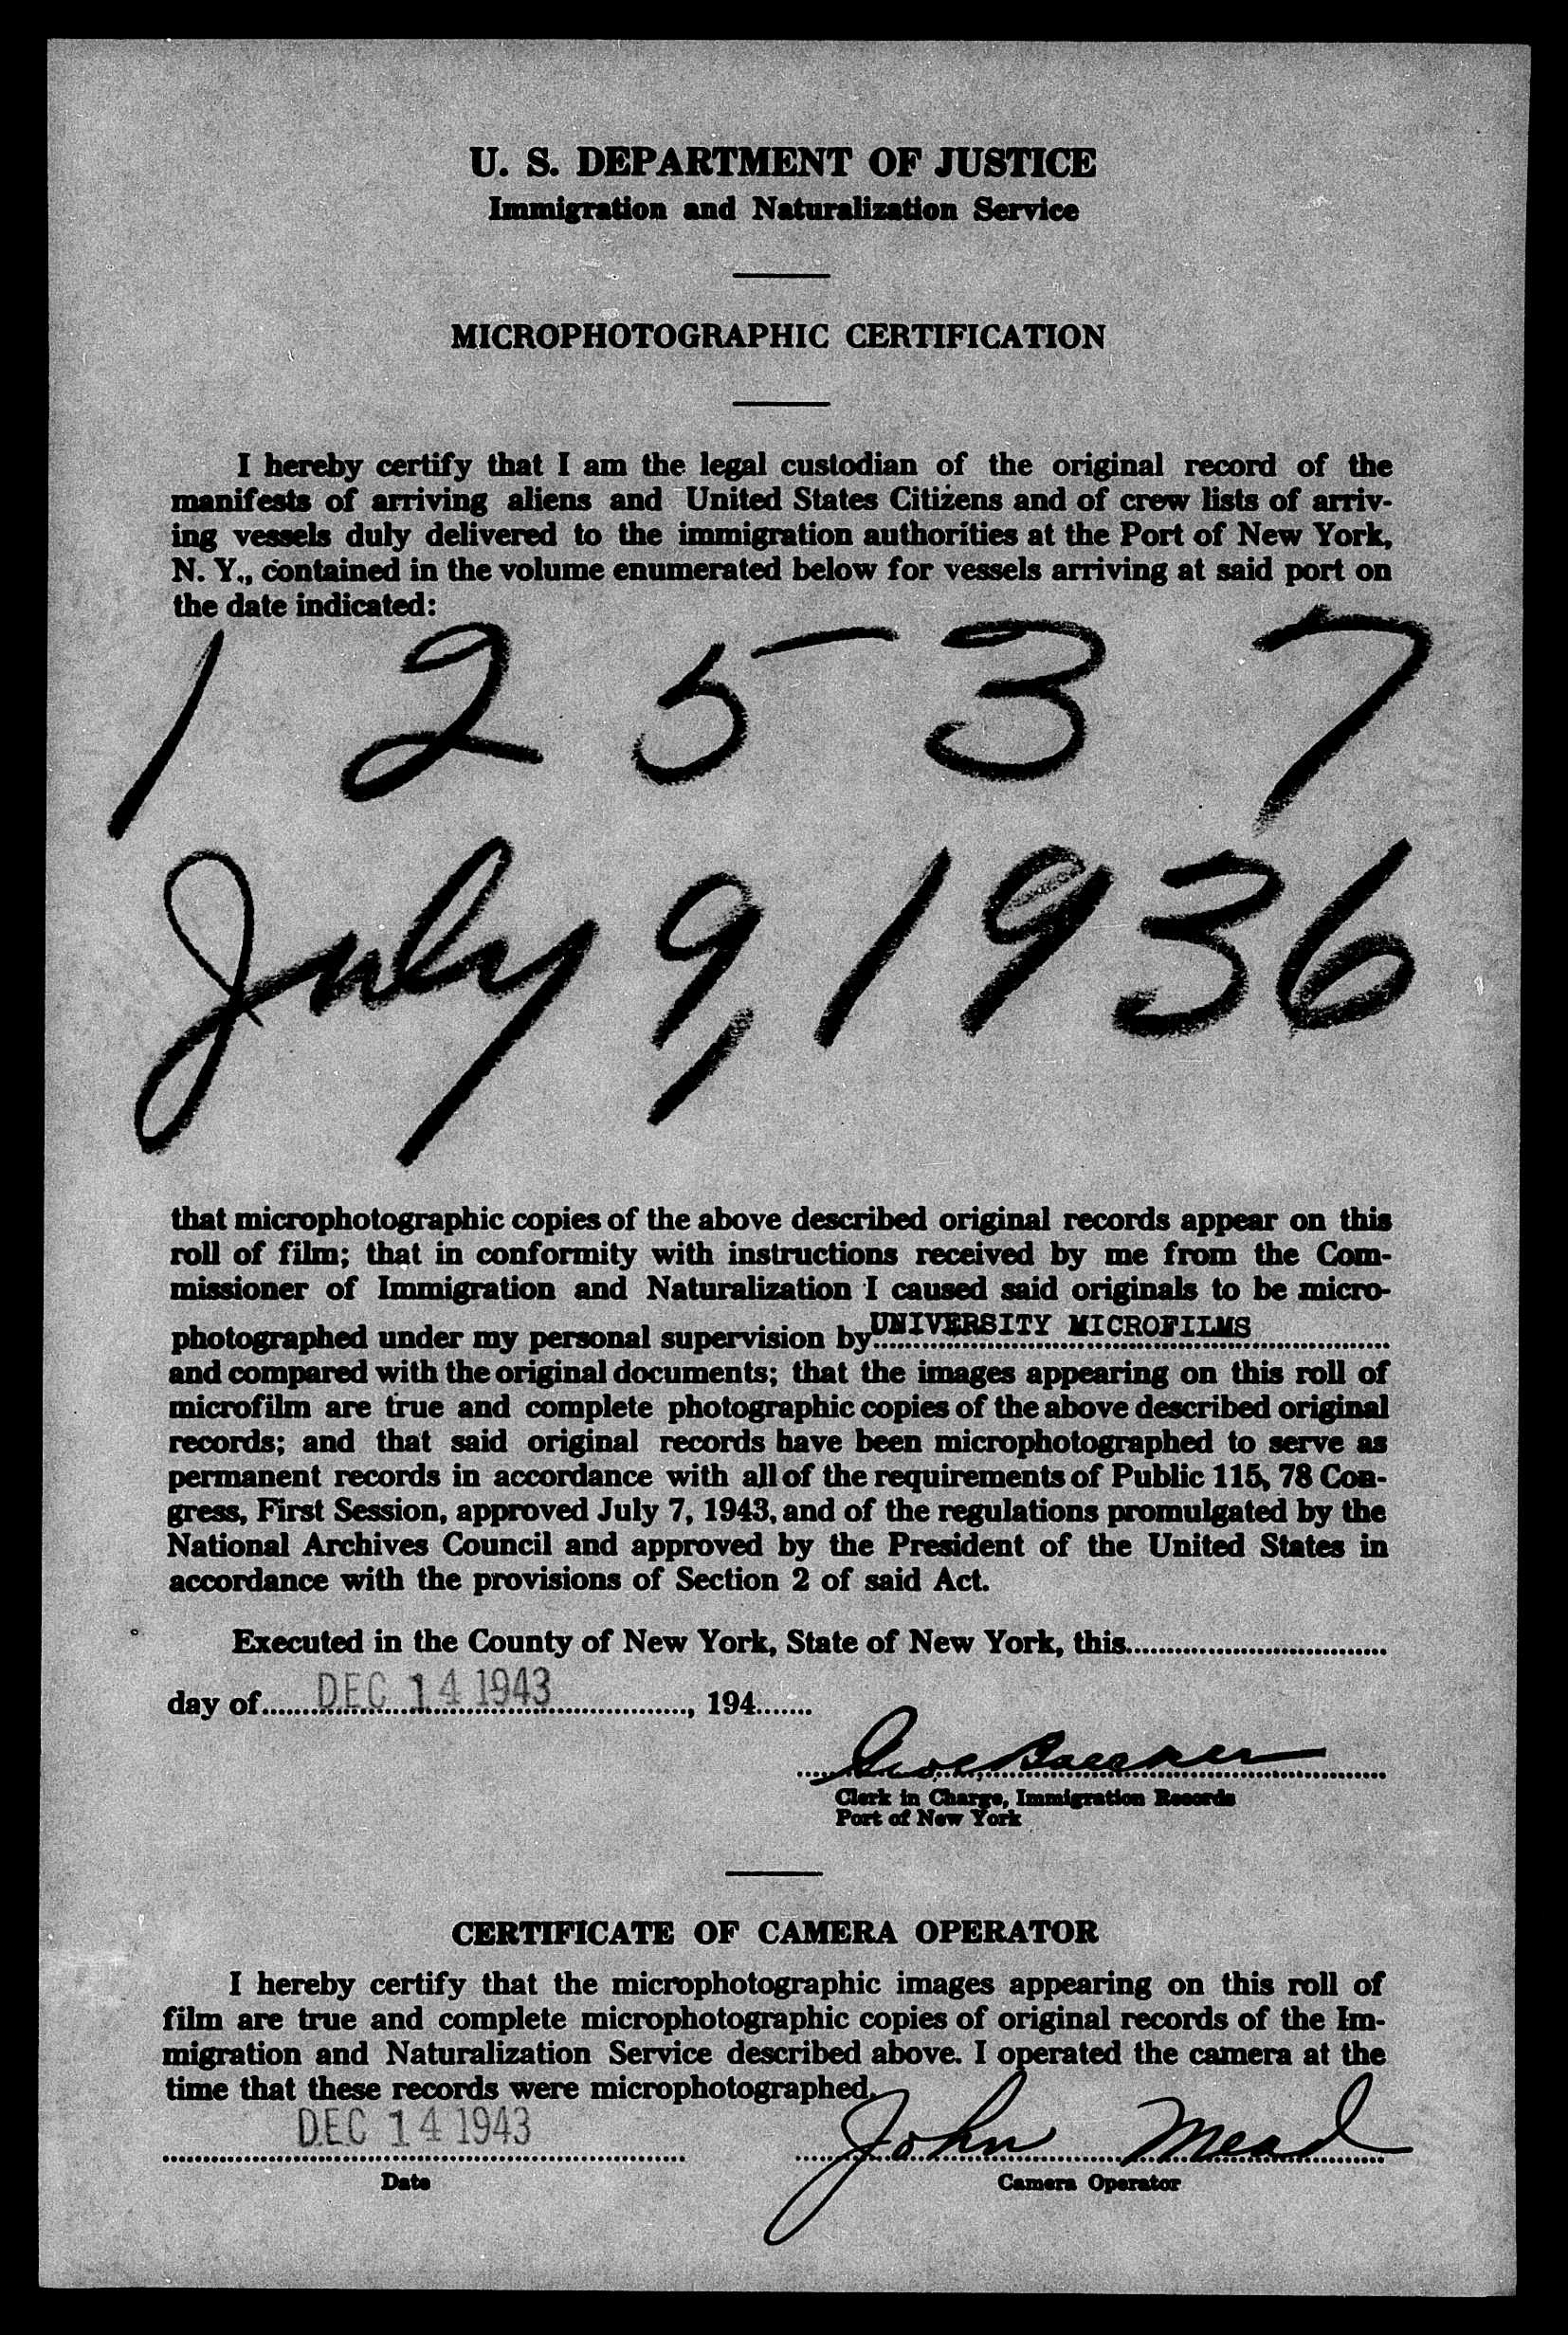 U. S. DEPARTMENT OF JUSTICE
Immigration and Naturalization Service
MICROPHOTOGRAPHIC CERTIFICATION
I hereby certify that I am the legal custodian of the original record of the
manifests of arriving aliens and United States Citizens and of crew lists of arriv-
ing vessels duly delivered to the immigration authorities at the Port of New York,
N. Y., contained in the volume enumerated below for vessels arriving at said port on
the date indicated:
12537
July 9, 1936
that microphotographic copies of the above described original records appear on this
roll of film; that in conformity with instructions received by me from the Com-
missioner of Immigration and Naturalization I caused said originals to be micro-
photographed under my personal supervision by UNIVERSITY MICROFILMS
and compared with the original documents; that the images appearing on this roll of
microfilm are true and complete photographic copies of the above described original
records; and that said original records have been microphotographed to serve as
permanent records in accordance with all of the requirements of Public 115, 78 Con-
gress, First Session, approved July 7, 1943, and of the regulations promulgated by the
National Archives Council and approved by the President of the United States in
accordance with the provisions of Section 2 of said Act.
Executed in the County of New York, State of New York, this
day of DEC 14 1943, 194
Clerk in Charge, Immigration Records
Port of New York
CERTIFICATE OF CAMERA OPERATOR
I hereby certify that the microphotographic images appearing on this roll of
film are true and complete microphotographic copies of original records of the Im-
migration and Naturalization Service described above. I operated the camera at the
time that these records were microphotographed.
DEC 14 1943 John Mead
Date Camera Operator